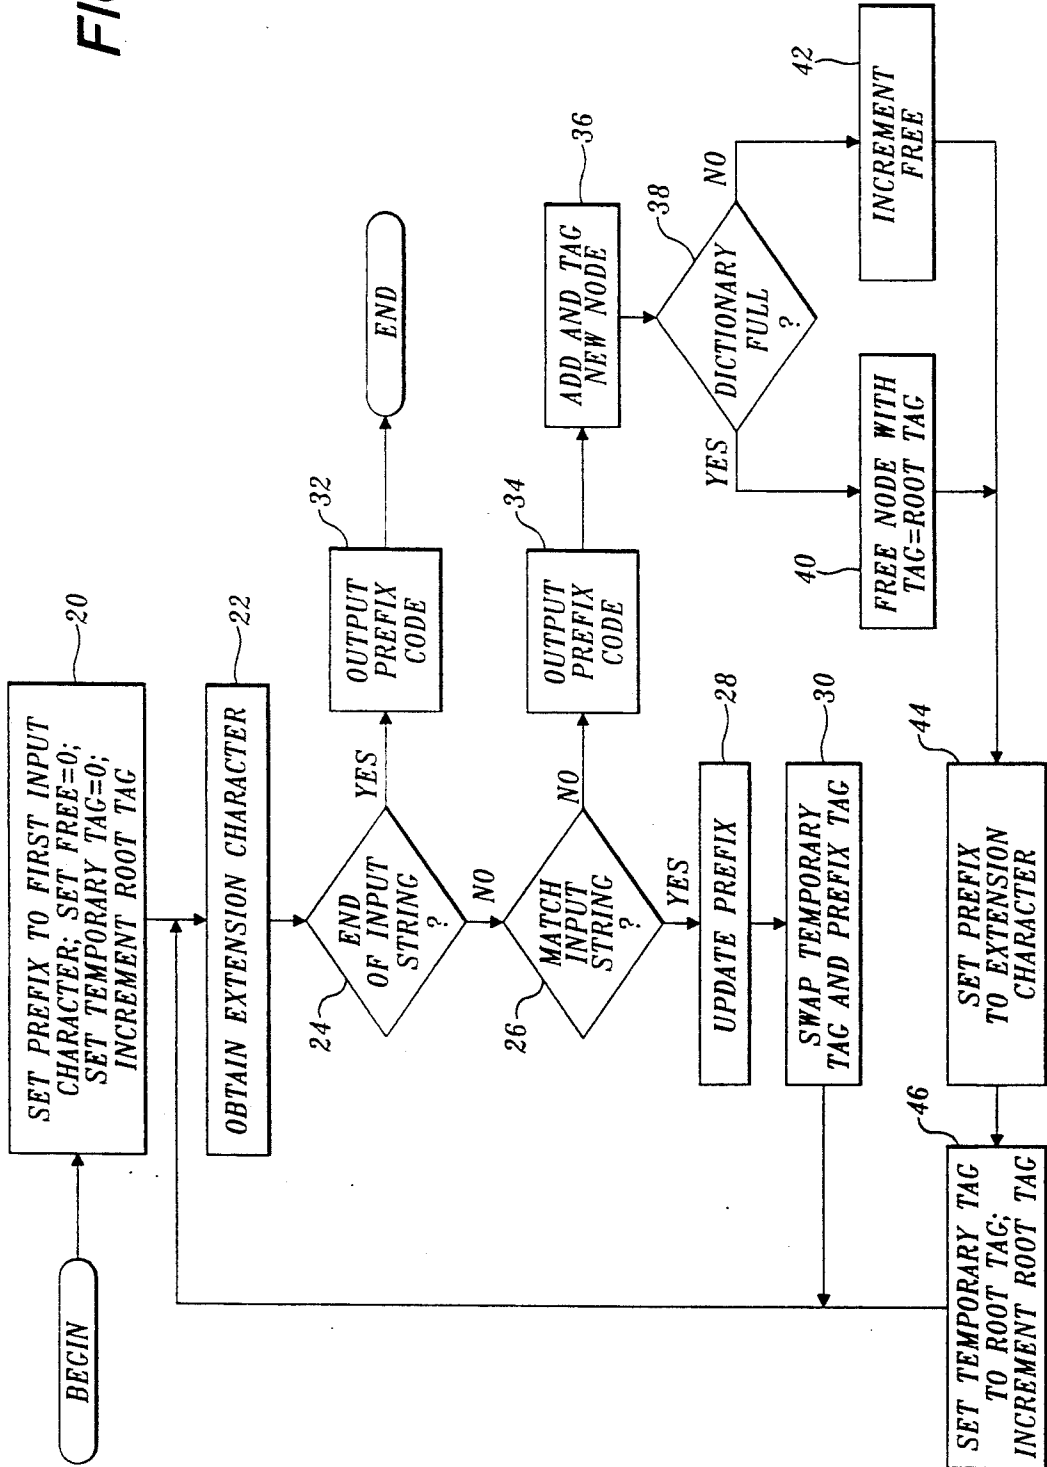 FIG
BEGIN
SET PREFIX TO FIRST INPUT
CHARACTER; SET FREE=0;
SET TEMPORARY TAG=0;
INCREMENT ROOT TAG
20
OBTAIN EXTENSION CHARACTER
22
24
END
OF INPUT
STRING
?
YES
NO
OUTPUT
PREFIX
CODE
32
END
26
MATCH
INPUT
STRING
?
NO
YES
OUTPUT
PREFIX
CODE
34
ADD AND TAG
NEW NODE
36
UPDATE PREFIX
28
SWAP TEMPORARY
TAG AND PREFIX TAG
30
DICTIONARY
FULL
?
38
YES
NO
FREE NODE WITH
TAG=ROOT TAG
40
INCREMENT
FREE
42
SET PREFIX
TO EXTENSION
CHARACTER
44
SET TEMPORARY TAG
TO ROOT TAG;
INCREMENT ROOT TAG
46